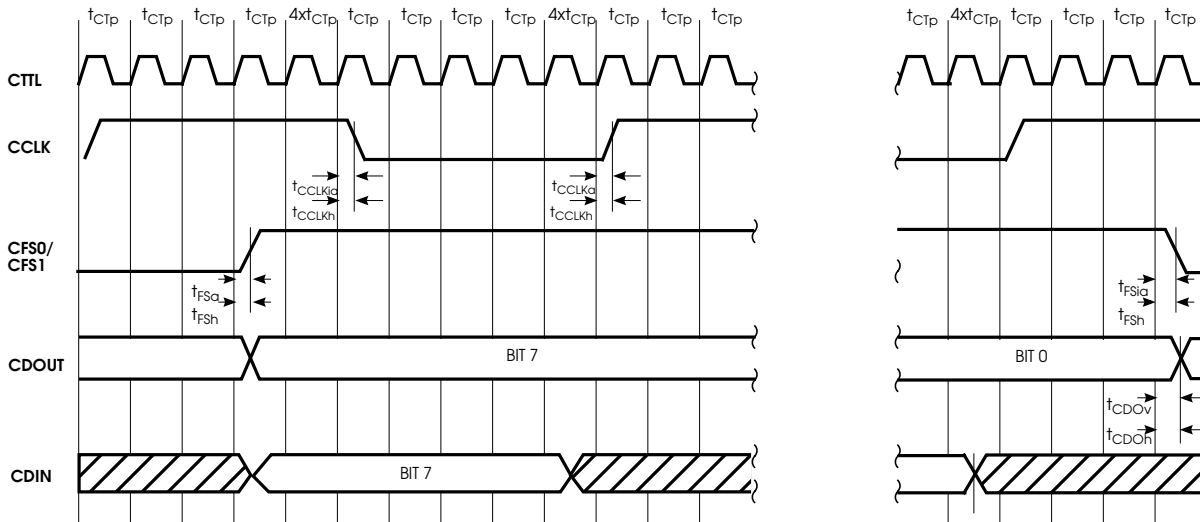 tCTp tCTp tCTp tCTp 4xtCTp tCTp tCTp tCTp tCTp 4xtCTp tCTp tCTp tCTp tCTp 4xtCTp tCTp tCTp tCTp tCTp
CTTL
CCLK
tCCLKia tCCLKa
tCCLKh tCCLKh
CFS0/
CFS1
tFSa tFSia
tFSh tFSh
CDOUT BIT 7 BIT 0
tCDOv
tCDOh
CDIN BIT 7